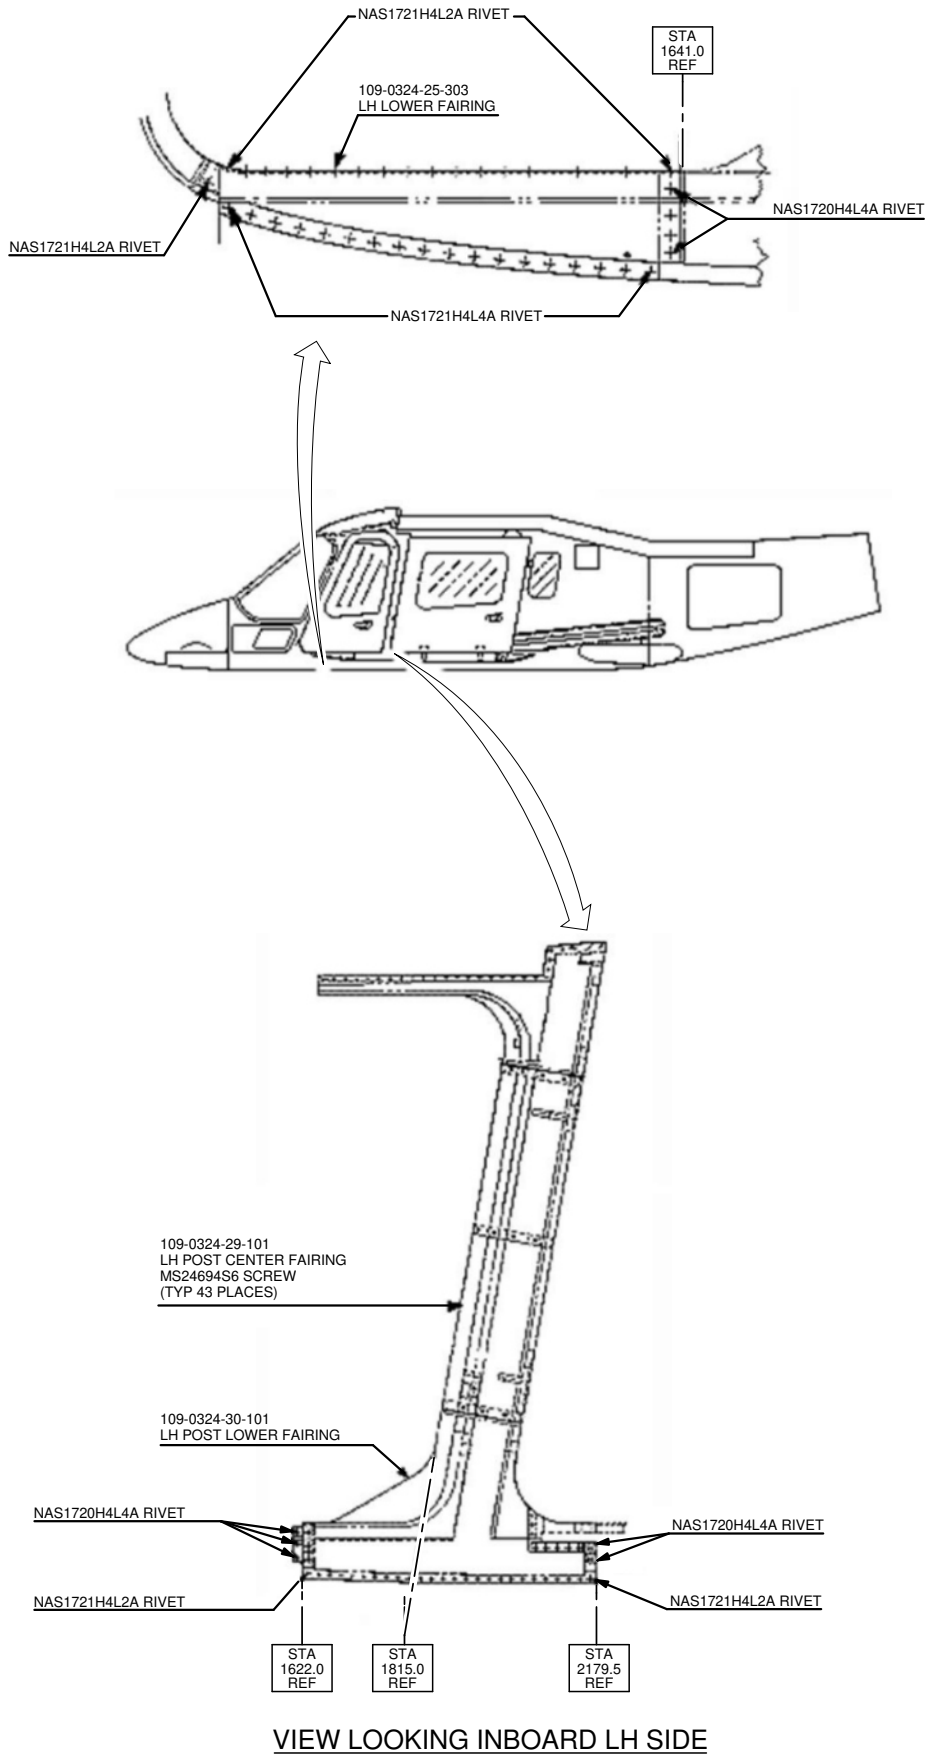 NAS1721H4L2A RIVET
STA
1641.0
REF
109-0324-25-303
LH LOWER FAIRING
NAS1720H4L4A RIVET
NAS1721H4L2A RIVET
NAS1721H4L4A RIVET
109-0324-29-101
LH POST CENTER FAIRING
MS24694S6 SCREW
(TYP 43 PLACES)
109-0324-30-101
LH POST LOWER FAIRING
NAS1720H4L4A RIVET
NAS1720H4L4A RIVET
NAS1721H4L2A RIVET
NAS1721H4L2A RIVET
STA
1622.0
REF
STA
1815.0
REF
STA
2179.5
REF
VIEW LOOKING INBOARD LH SIDE